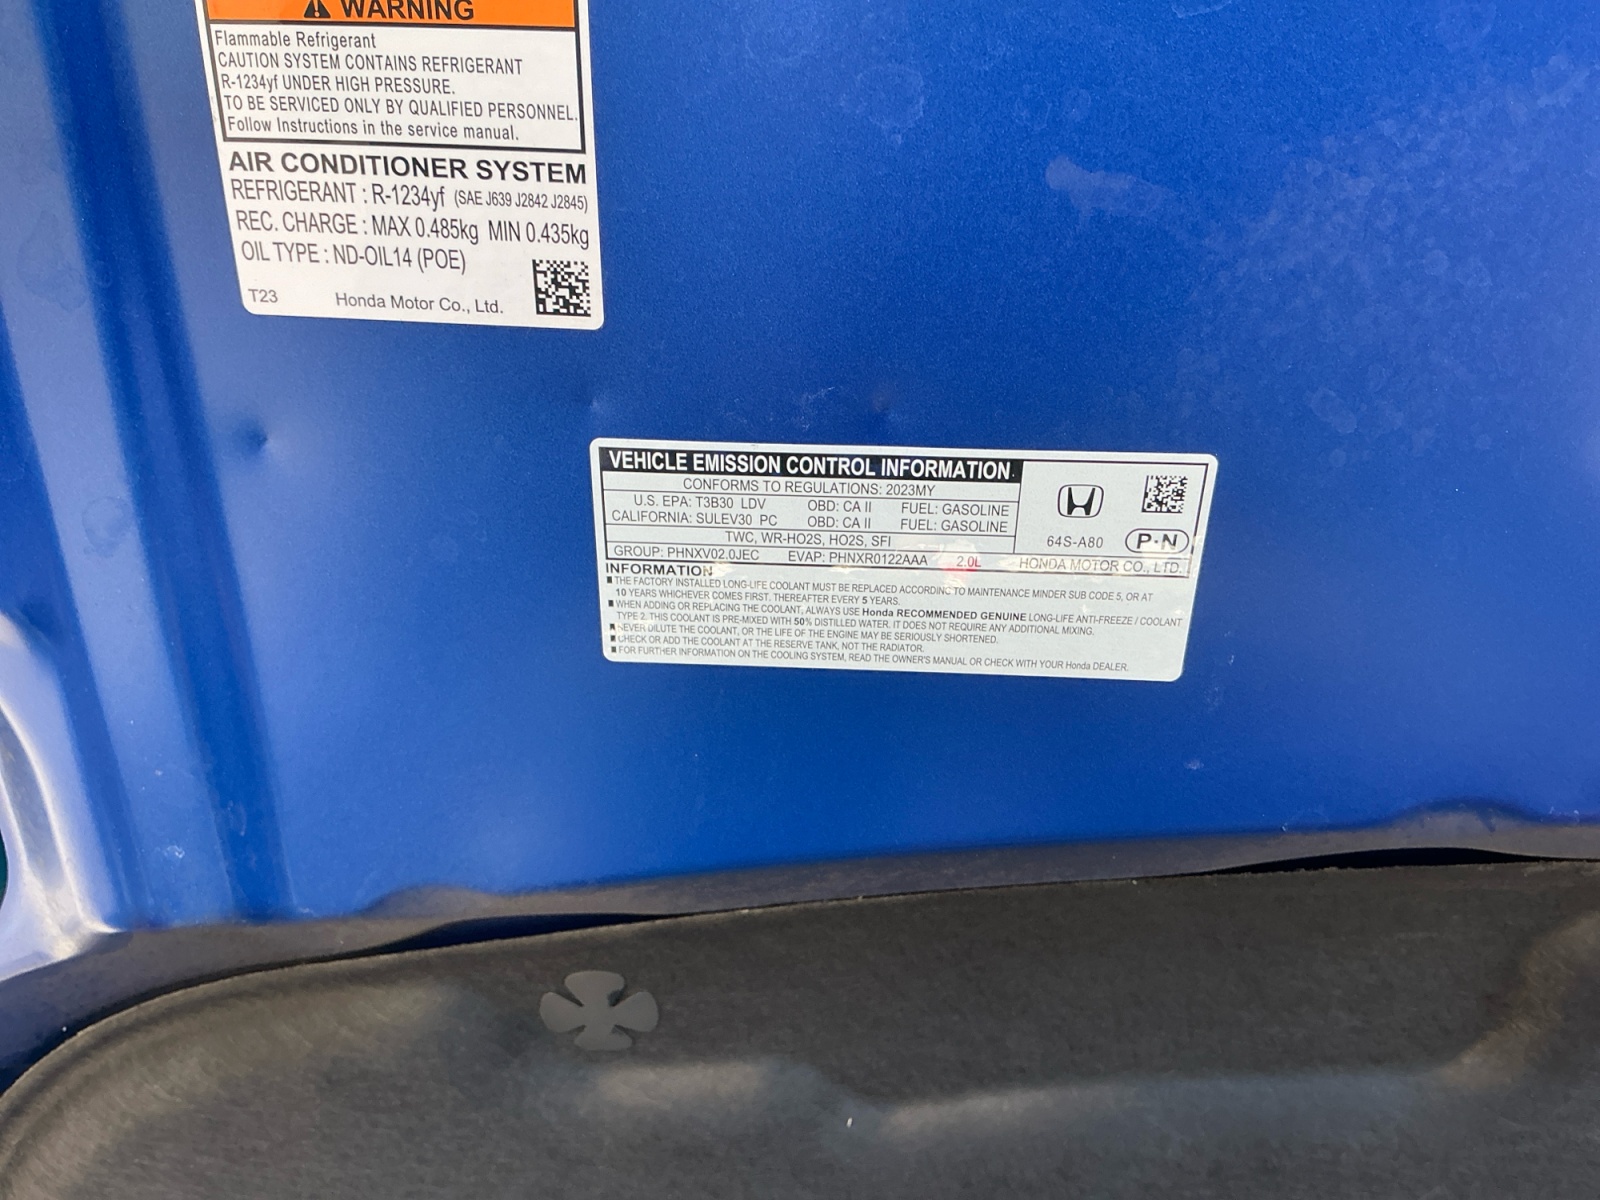 WARNING
Flammable Refrigerant
CAUTION SYSTEM CONTAINS REFRIGERANT
R-1234yf UNDER HIGH PRESSURE.
TO BE SERVICED ONLY BY QUALIFIED PERSONNEL.
Follow Instructions in the service manual.
AIR CONDITIONER SYSTEM
REFRIGERANT : R-1234yf (SAE J639 J2842 J2845)
REC. CHARGE : MAX 0.485kg MIN 0.435kg
OIL TYPE : ND-OIL14 (POE)
T23 Honda Motor Co., Ltd.
VEHICLE EMISSION CONTROL INFORMATION
CONFORMS TO REGULATIONS: 2023MY
U.S. EPA: T3B30 LDV OBD: CA II FUEL: GASOLINE
CALIFORNIA: SULEV30 PC OBD: CA II FUEL: GASOLINE
TWC, WR-HO2S, HO2S, SFI
64S-A80 P·N
GROUP: PHNXV02.0JEC EVAP: PHNXR0122AAA 2.0L HONDA MOTOR CO., LTD.
INFORMATION
■ THE FACTORY INSTALLED LONG-LIFE COOLANT MUST BE REPLACED ACCORDING TO MAINTENANCE MINDER SUB CODE 5, OR AT
10 YEARS WHICHEVER COMES FIRST. THEREAFTER EVERY 5 YEARS.
■ WHEN ADDING OR REPLACING THE COOLANT, ALWAYS USE Honda RECOMMENDED GENUINE LONG-LIFE ANTI-FREEZE / COOLANT
TYPE 2. THIS COOLANT IS PRE-MIXED WITH 50% DISTILLED WATER. IT DOES NOT REQUIRE ANY ADDITIONAL MIXING.
■ NEVER DILUTE THE COOLANT, OR THE LIFE OF THE ENGINE MAY BE SERIOUSLY SHORTENED.
■ CHECK OR ADD THE COOLANT AT THE RESERVE TANK, NOT THE RADIATOR.
■ FOR FURTHER INFORMATION ON THE COOLING SYSTEM, READ THE OWNER'S MANUAL OR CHECK WITH YOUR Honda DEALER.